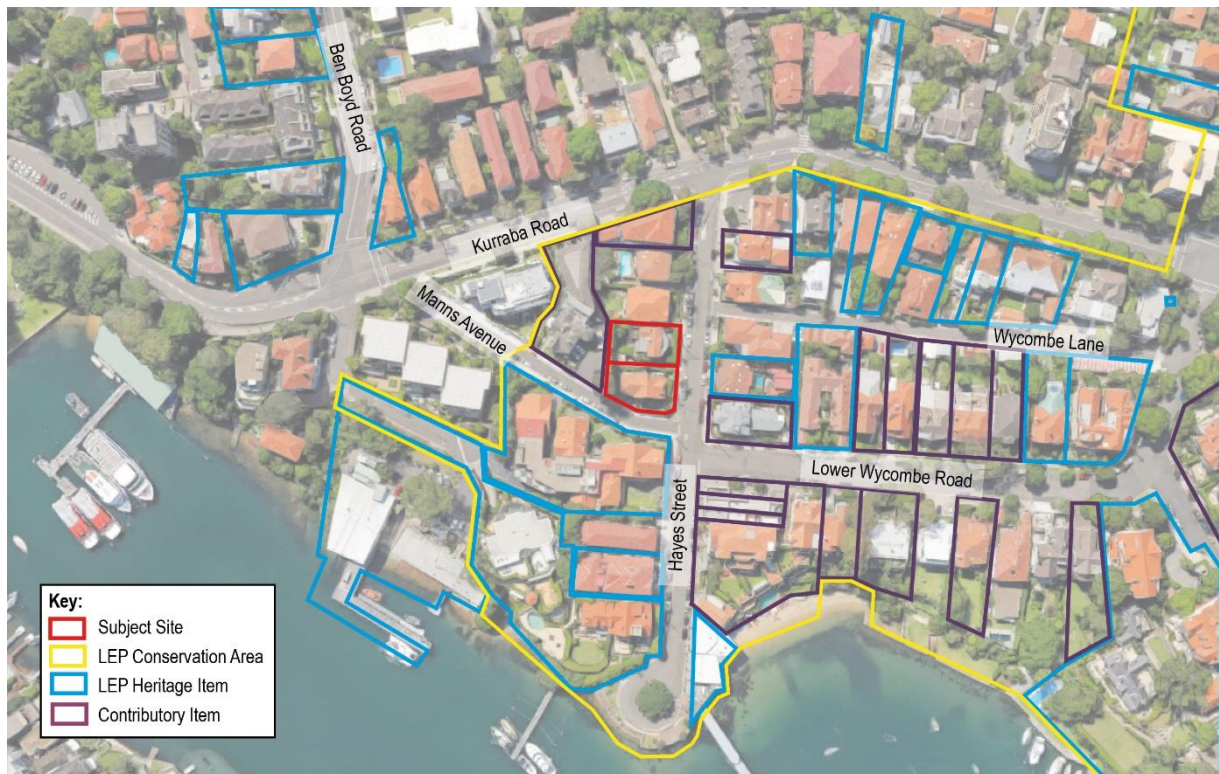 Ben Boyd Road
Kurraba Road
Manns Avenue
Wycombe Lane
Lower Wycombe Road
Hayes Street
Key:
Subject Site
LEP Conservation Area
LEP Heritage Item
Contributory Item